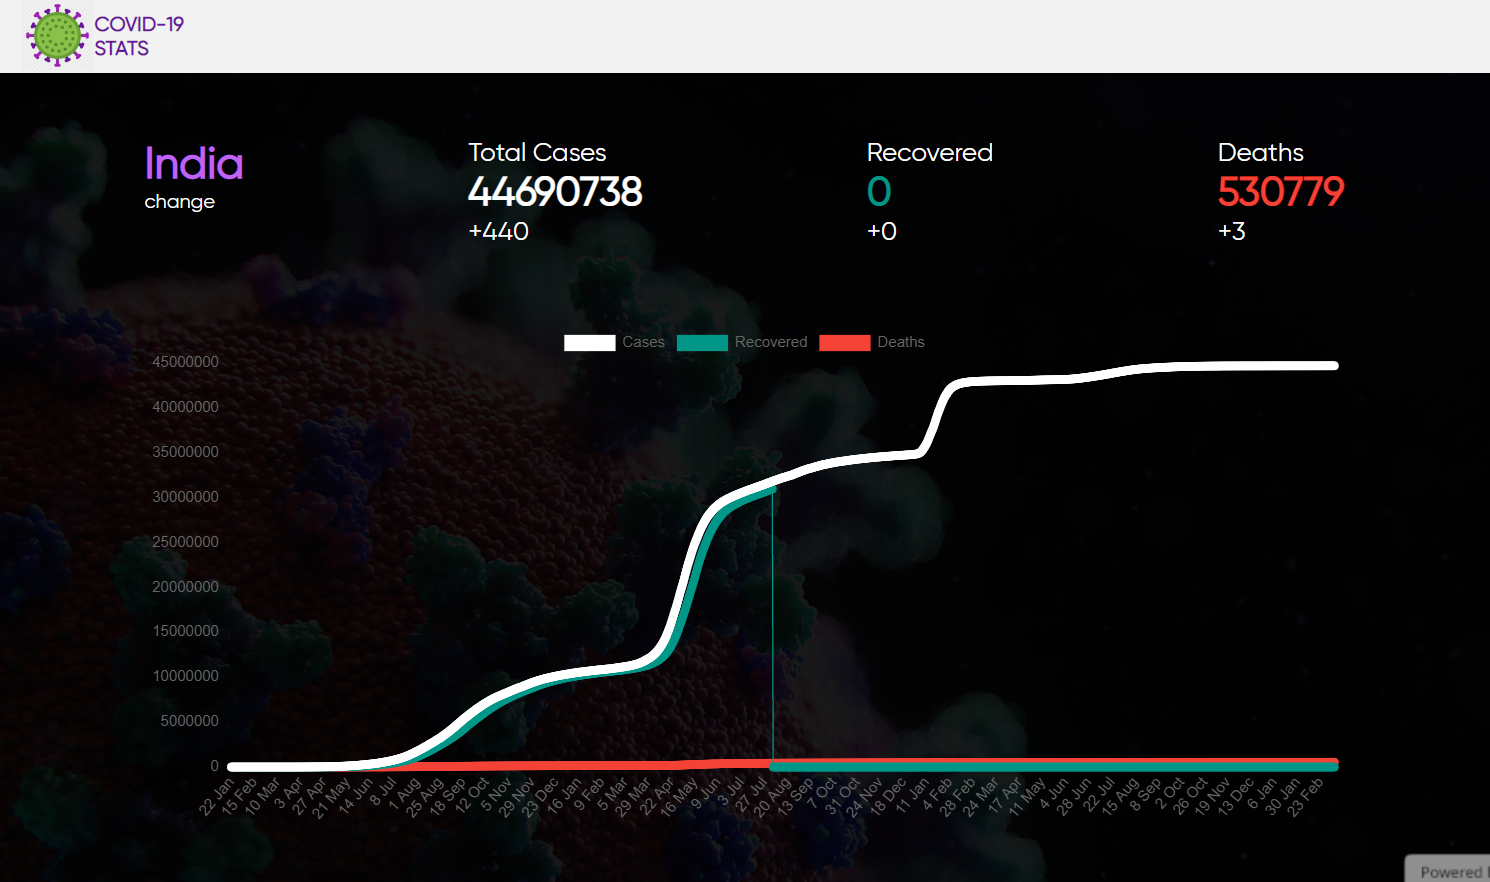 COVID-19
STATS
India
change
Total Cases
44690738
+440
Recovered
0
+0
Deaths
530779
+3
Cases
Recovered
Deaths
45000000
40000000
35000000
30000000
25000000
20000000
15000000
10000000
5000000
0
22 Jan
15 Feb
10 Mar
3 Apr
27 Apr
21 May
14 Jun
8 Jul
1 Aug
25 Aug
18 Sep
12 Oct
5 Nov
29 Nov
23 Dec
16 Jan
9 Feb
5 Mar
29 Mar
22 Apr
16 May
9 Jun
3 Jul
27 Jul
20 Aug
13 Sep
7 Oct
31 Oct
24 Nov
18 Dec
11 Jan
4 Feb
28 Feb
24 Mar
17 Apr
11 May
4 Jun
28 Jun
22 Jul
15 Aug
8 Sep
2 Oct
26 Oct
19 Nov
13 Dec
6 Jan
30 Jan
23 Feb
Powered